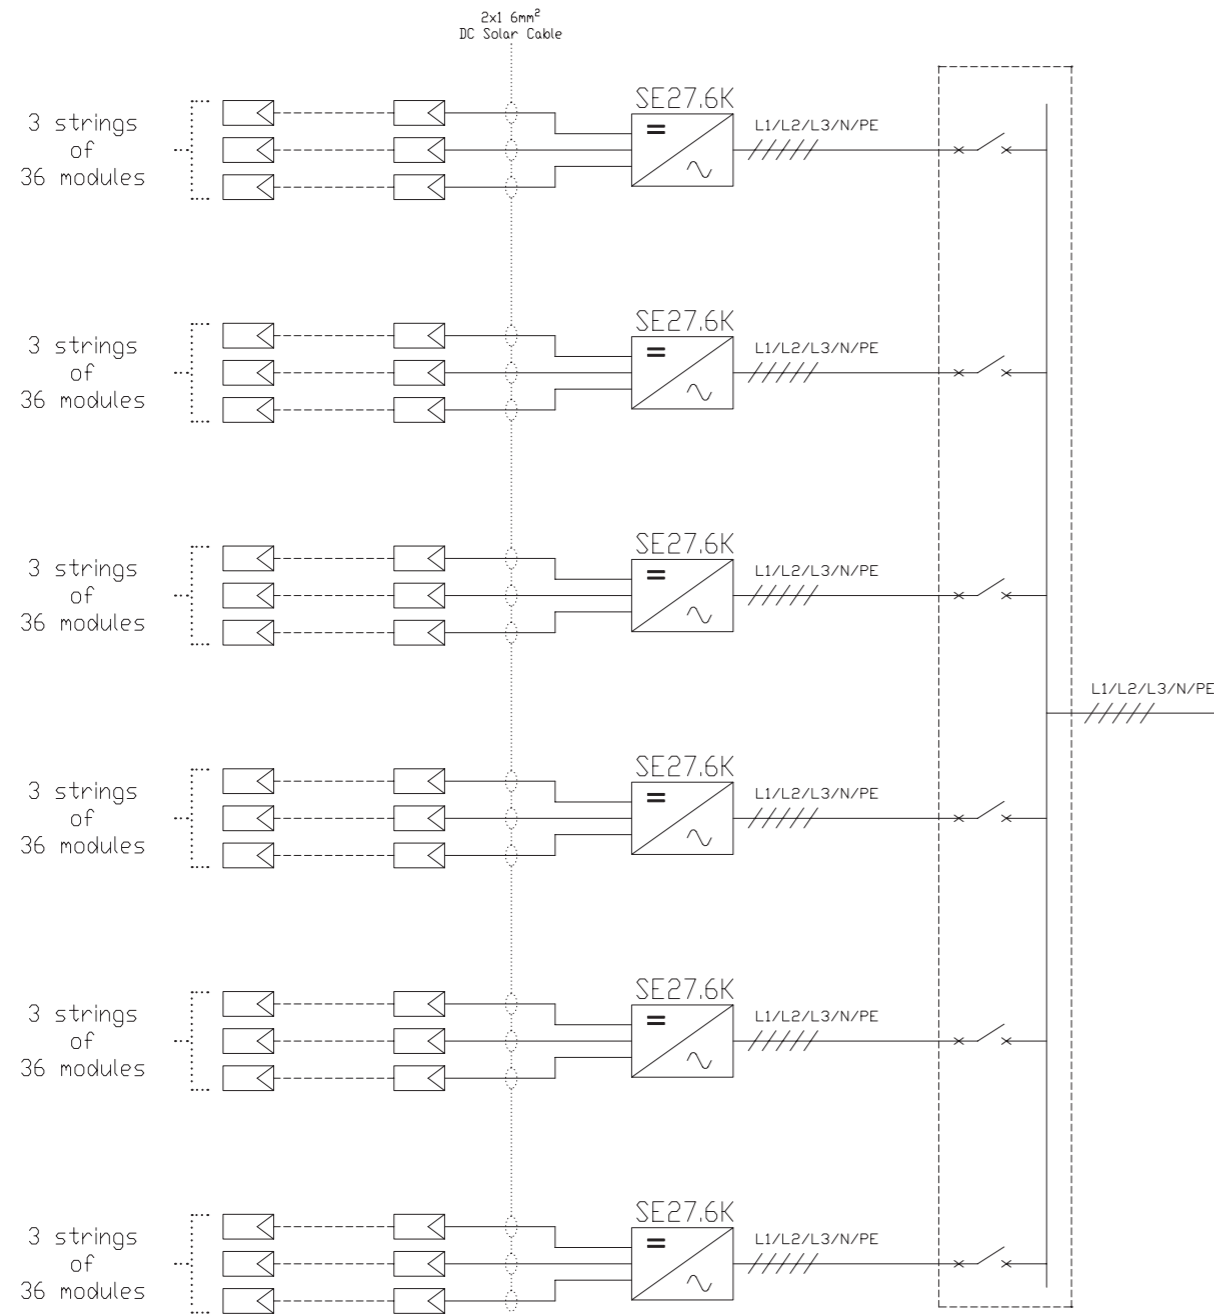 2x1 6mm²
DC Solar Cable
3 strings
of
36 modules
SE27.6K
L1/L2/L3/N/PE
3 strings
of
36 modules
SE27.6K
L1/L2/L3/N/PE
3 strings
of
36 modules
SE27.6K
L1/L2/L3/N/PE
L1/L2/L3/N/PE
3 strings
of
36 modules
SE27.6K
L1/L2/L3/N/PE
3 strings
of
36 modules
SE27.6K
L1/L2/L3/N/PE
3 strings
of
36 modules
SE27.6K
L1/L2/L3/N/PE